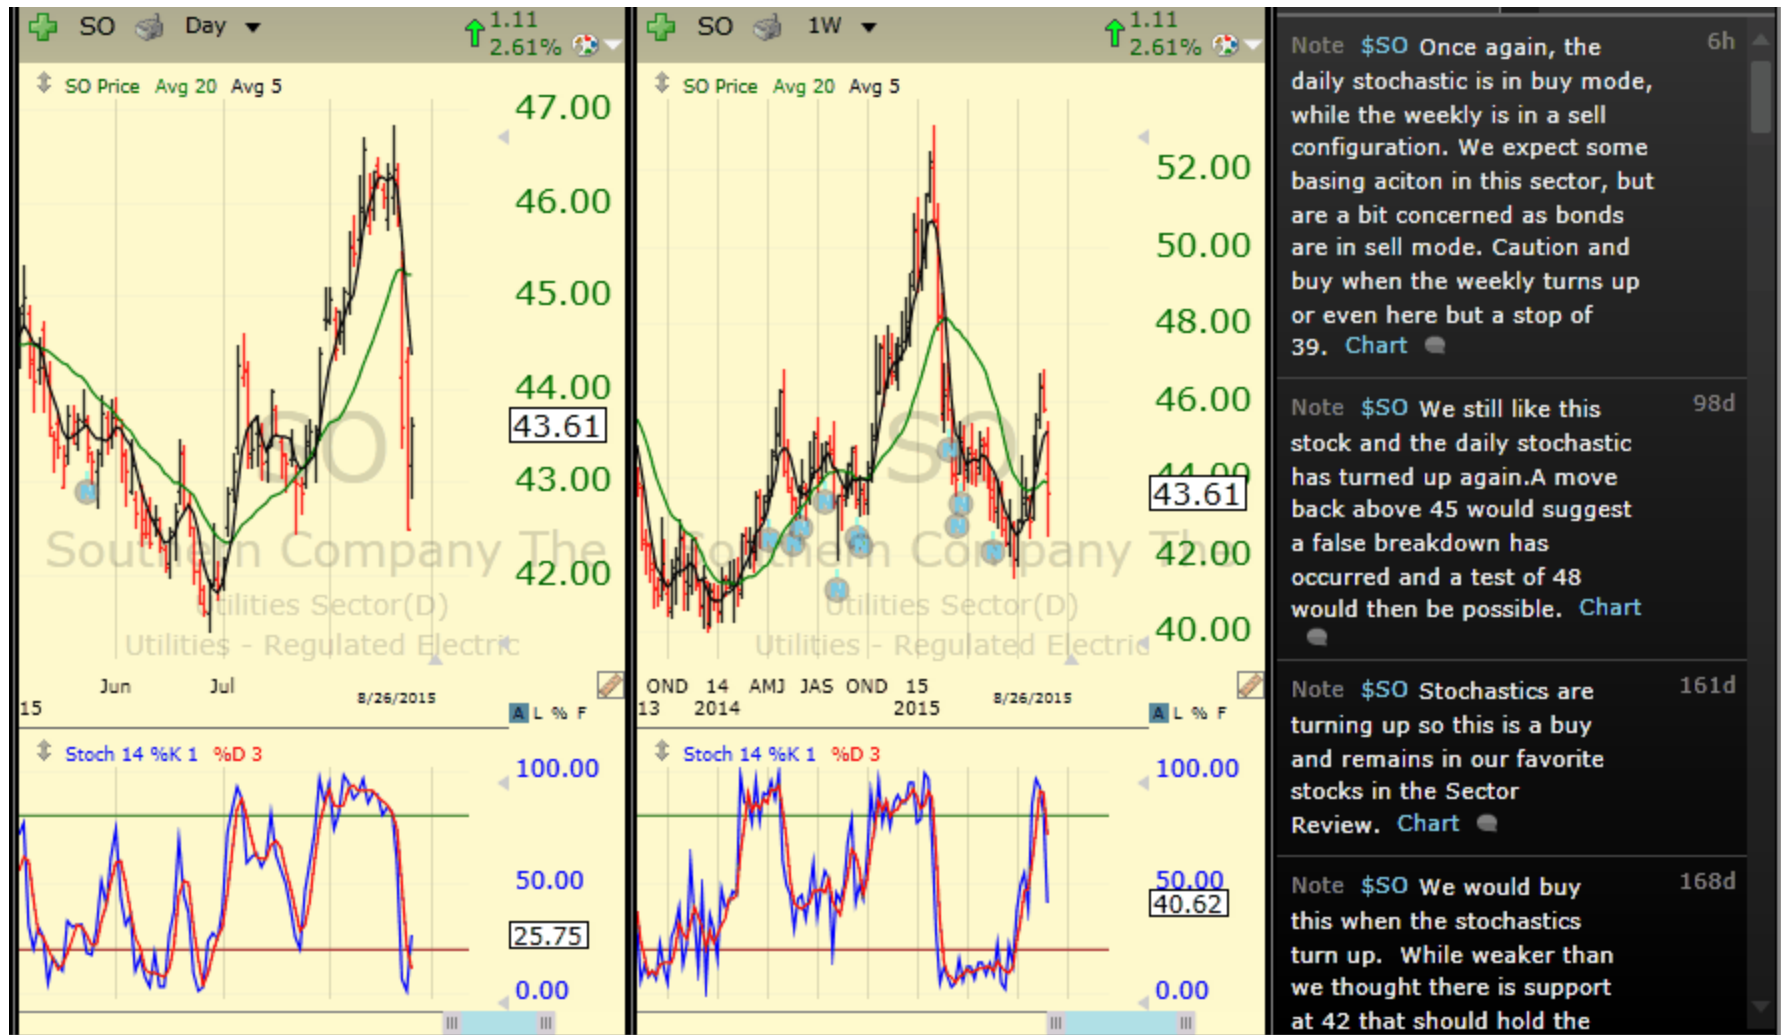 SO Day 1.11
2.61%
SO Price Avg 20 Avg 5
47.00
46.00
45.00
44.00
43.61
43.00
42.00
SO
Southern Company The
Utilities Sector(D)
Utilities - Regulated Electric
Jun Jul 8/26/2015
15
A L % F
Stoch 14 %K 1 %D 3
100.00
50.00
25.75
0.00
SO 1W 1.11
2.61%
SO Price Avg 20 Avg 5
52.00
50.00
48.00
46.00
44.00
43.61
42.00
40.00
SO
Southern Company The
Utilities Sector(D)
Utilities - Regulated Electric
N N N N N N N N N N N N
OND 14 AMJ JAS OND 15 8/26/2015
13 2014 2015
A L % F
Stoch 14 %K 1 %D 3
100.00
50.00
40.62
0.00
Note $SO Once again, the 6h
daily stochastic is in buy mode,
while the weekly is in a sell
configuration. We expect some
basing aciton in this sector, but
are a bit concerned as bonds
are in sell mode. Caution and
buy when the weekly turns up
or even here but a stop of
39. Chart
Note $SO We still like this 98d
stock and the daily stochastic
has turned up again.A move
back above 45 would suggest
a false breakdown has
occurred and a test of 48
would then be possible. Chart
Note $SO Stochastics are 161d
turning up so this is a buy
and remains in our favorite
stocks in the Sector
Review. Chart
Note $SO We would buy 168d
this when the stochastics
turn up. While weaker than
we thought there is support
at 42 that should hold the